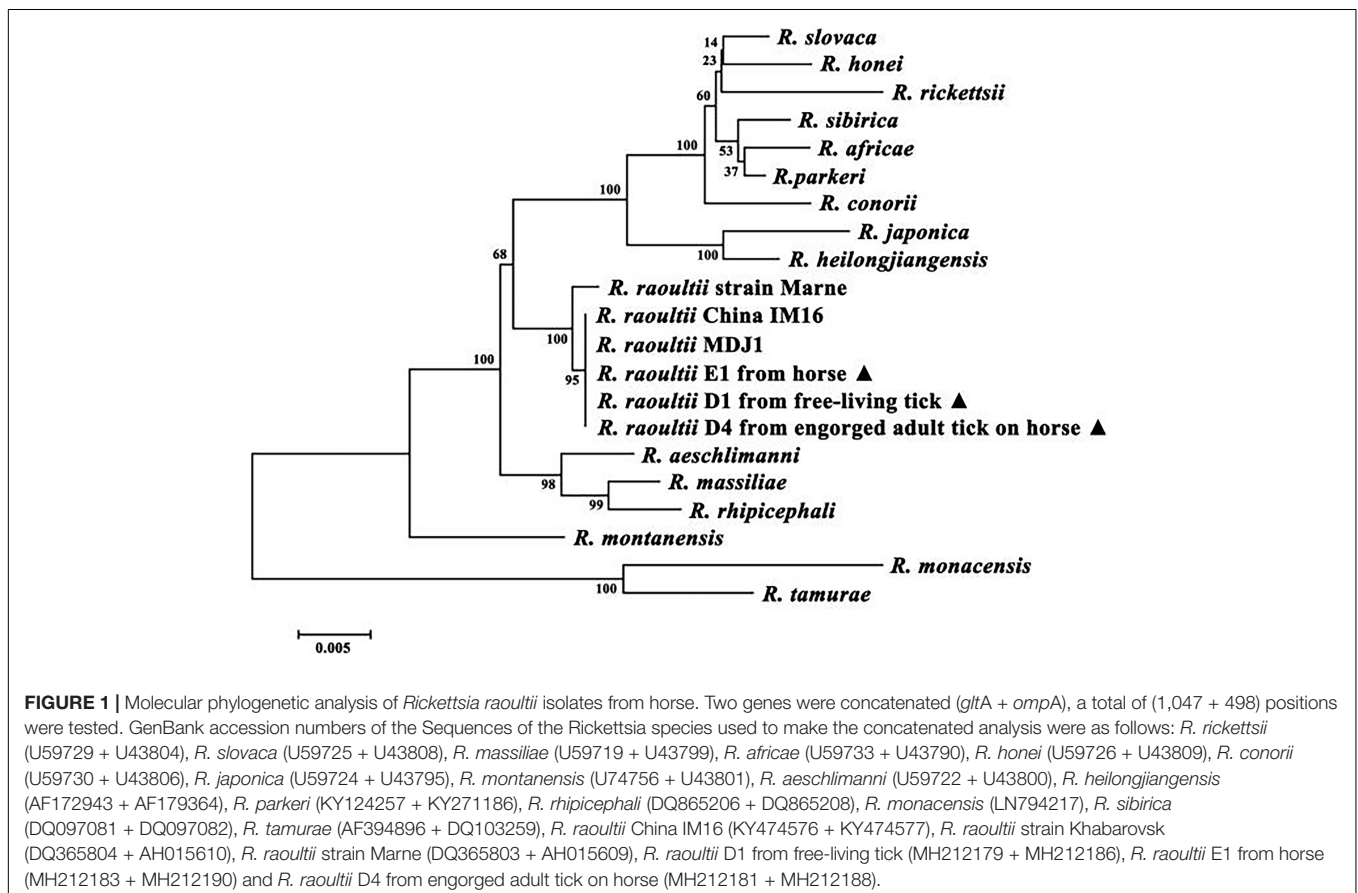 14
R. slovaca
23
R. honei
R. rickettsii
60
R. sibirica
100
53
R. africae
37
R.parkeri
100
R. conorii
R. japonica
100
R. heilongjiangensis
68
R. raoultii strain Marne
R. raoultii China IM16
100
R. raoultii MDJ1
100
95
R. raoultii E1 from horse ▲
R. raoultii D1 from free-living tick ▲
R. raoultii D4 from engorged adult tick on horse ▲
R. aeschlimanni
98
R. massiliae
99
R. rhipicephali
R. montanensis
R. monacensis
100
R. tamurae
0.005
FIGURE 1 | Molecular phylogenetic analysis of Rickettsia raoultii isolates from horse. Two genes were concatenated (gltA + ompA), a total of (1,047 + 498) positions
were tested. GenBank accession numbers of the Sequences of the Rickettsia species used to make the concatenated analysis were as follows: R. rickettsii
(U59729 + U43804), R. slovaca (U59725 + U43808), R. massiliae (U59719 + U43799), R. africae (U59733 + U43790), R. honei (U59726 + U43809), R. conorii
(U59730 + U43806), R. japonica (U59724 + U43795), R. montanensis (U74756 + U43801), R. aeschlimanni (U59722 + U43800), R. heilongjiangensis
(AF172943 + AF179364), R. parkeri (KY124257 + KY271186), R. rhipicephali (DQ865206 + DQ865208), R. monacensis (LN794217), R. sibirica
(DQ097081 + DQ097082), R. tamurae (AF394896 + DQ103259), R. raoultii China IM16 (KY474576 + KY474577), R. raoultii strain Khabarovsk
(DQ365804 + AH015610), R. raoultii strain Marne (DQ365803 + AH015609), R. raoultii D1 from free-living tick (MH212179 + MH212186), R. raoultii E1 from horse
(MH212183 + MH212190) and R. raoultii D4 from engorged adult tick on horse (MH212181 + MH212188).